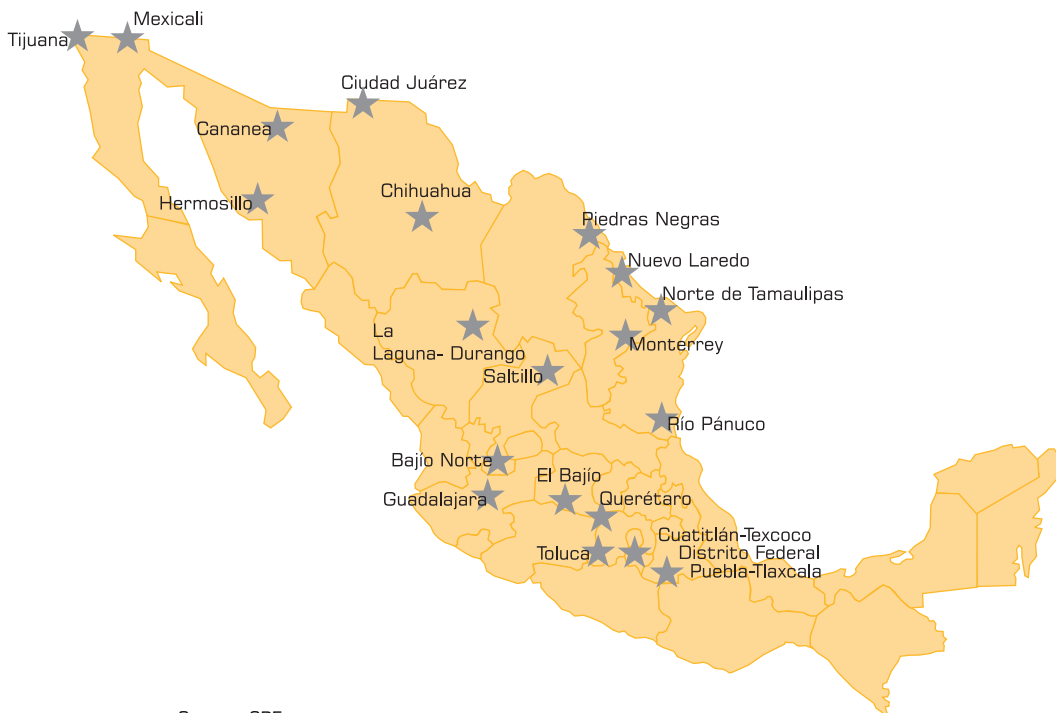 Mexicali
Tijuana
Ciudad Juárez
Cananea
Chihuahua
Hermosillo
Piedras Negras
Nuevo Laredo
Norte de Tamaulipas
La
Laguna- Durango
Monterrey
Saltillo
Río Pánuco
Bajío Norte
El Bajío
Guadalajara
Querétaro
Cuatitlán-Texcoco
Toluca
Distrito Federal
Puebla-Tlaxcala